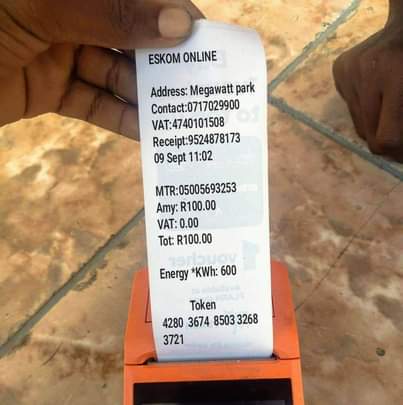 ESKOM ONLINE
Address: Megawatt park
Contact:0717029900
VAT:4740101508
Receipt:9524878173
09 Sept 11:02
MTR:05005693253
Amy: R100.00
VAT: 0.00
Tot: R100.00
Energy *KWh: 600
Token
4280 3674 8503 3268
3721